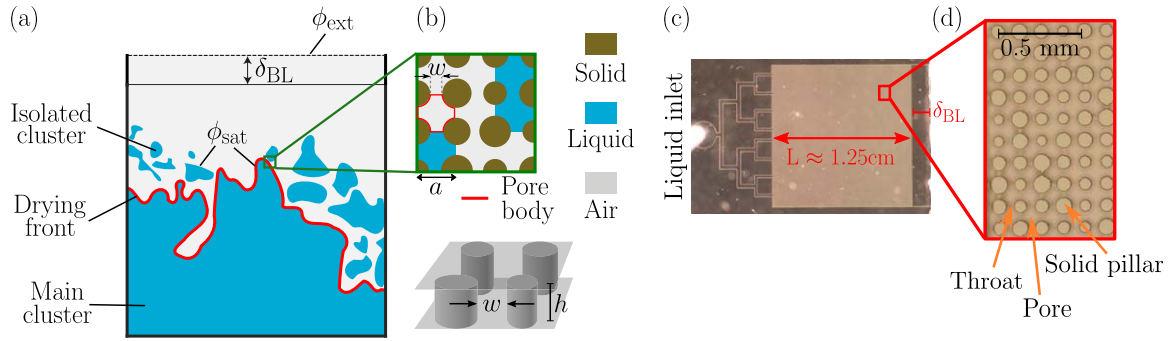 (a)
ϕext
δBL
Isolated
cluster
ϕsat
Drying
front
Main
cluster
(b)
w
a
Pore
body
Solid
Liquid
Air
w
h
(c)
Liquid inlet
L ≈ 1.25cm
δBL
(d)
0.5 mm
Throat
Pore
Solid pillar